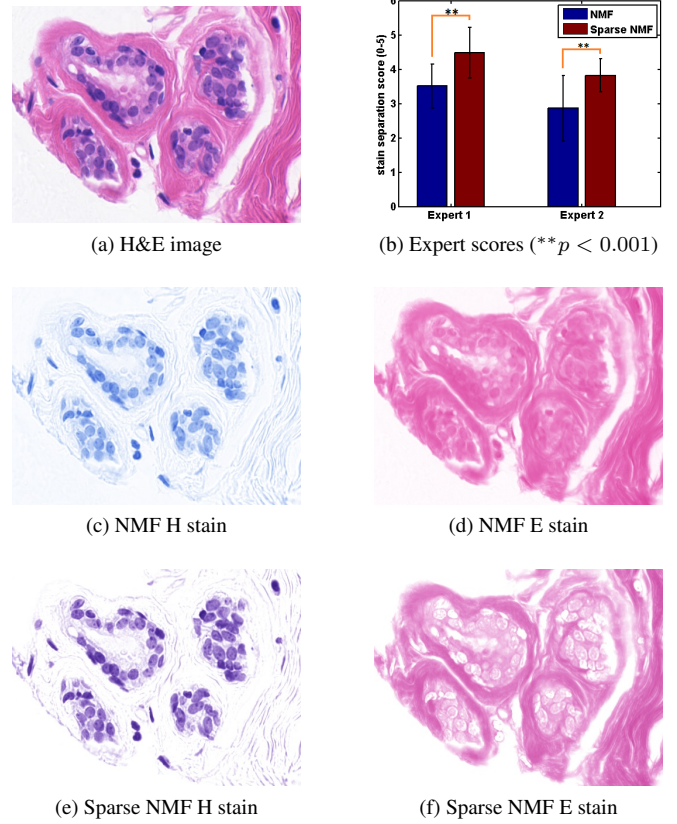 6
5
4
3
2
1
0
stain separation score (0-5)
**
**
NMF
Sparse NMF
Expert 1
Expert 2
(a) H&E image
(b) Expert scores (**p < 0.001)
(c) NMF H stain
(d) NMF E stain
(e) Sparse NMF H stain
(f) Sparse NMF E stain